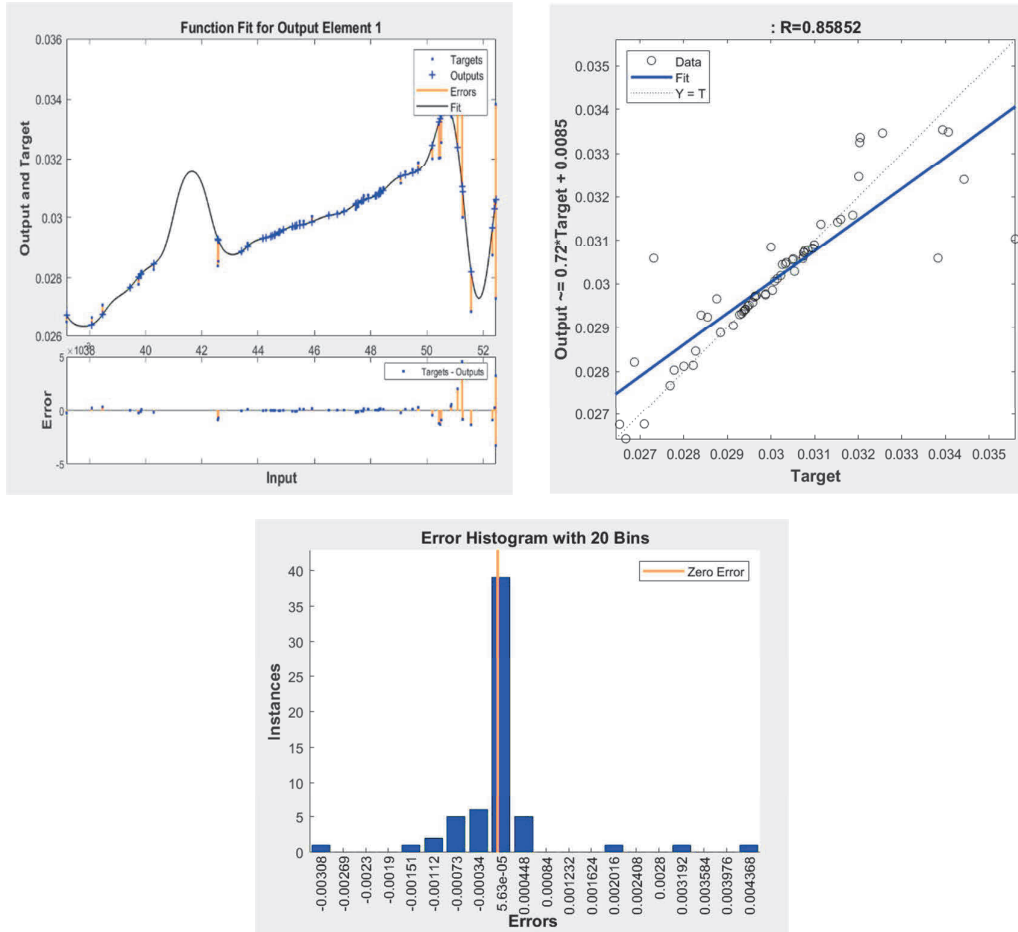 Function Fit for Output Element 1
0.036
0.034
0.032
0.03
0.028
0.026
Output and Target
Targets
Outputs
Errors
Fit
38 40 42 44 46 48 50 52
5
0
-5
Error
Targets - Outputs
Input
: R=0.85852
0.035
0.034
0.033
0.032
0.031
0.03
0.029
0.028
0.027
Output ~= 0.72*Target + 0.0085
Data
Fit
Y = T
0.027 0.028 0.029 0.03 0.031 0.032 0.033 0.034 0.035
Target
Error Histogram with 20 Bins
40
35
30
25
20
15
10
5
0
Instances
Zero Error
-0.00308
-0.00269
-0.0023
-0.0019
-0.00151
-0.00112
-0.00073
-0.00034
5.63e-05
0.000448
0.00084
0.001232
0.001624
0.002016
0.002408
0.0028
0.003192
0.003584
0.003976
0.004368
Errors